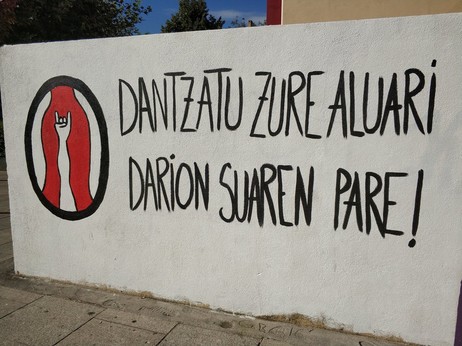 DANTZATU ZURE ALUARI
DARION SUAREN PARE!